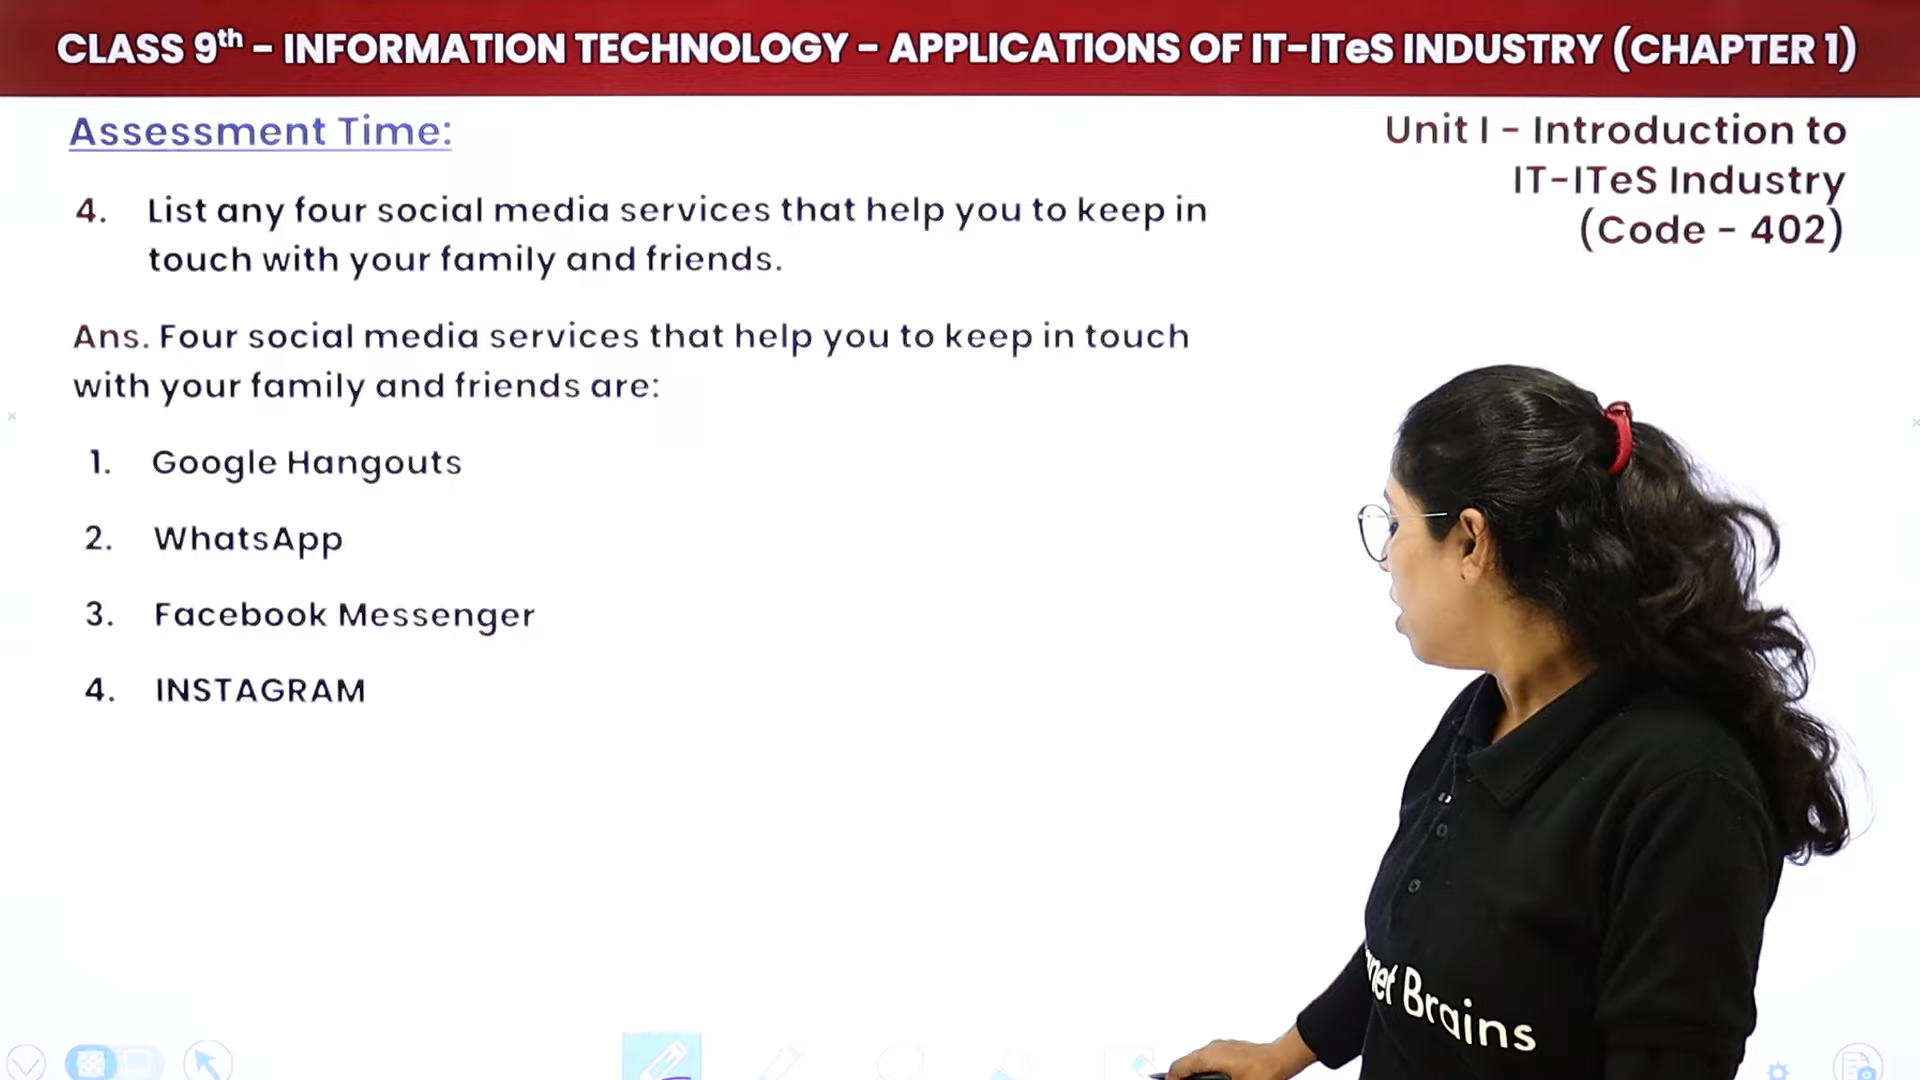 CLASS 9th – INFORMATION TECHNOLOGY – APPLICATIONS OF IT-ITeS INDUSTRY (CHAPTER 1)
Assessment Time:
Unit I - Introduction to
IT-ITeS Industry
(Code - 402)
4. List any four social media services that help you to keep in
touch with your family and friends.
Ans. Four social media services that help you to keep in touch
with your family and friends are:
1. Google Hangouts
2. WhatsApp
3. Facebook Messenger
4. INSTAGRAM
Brains